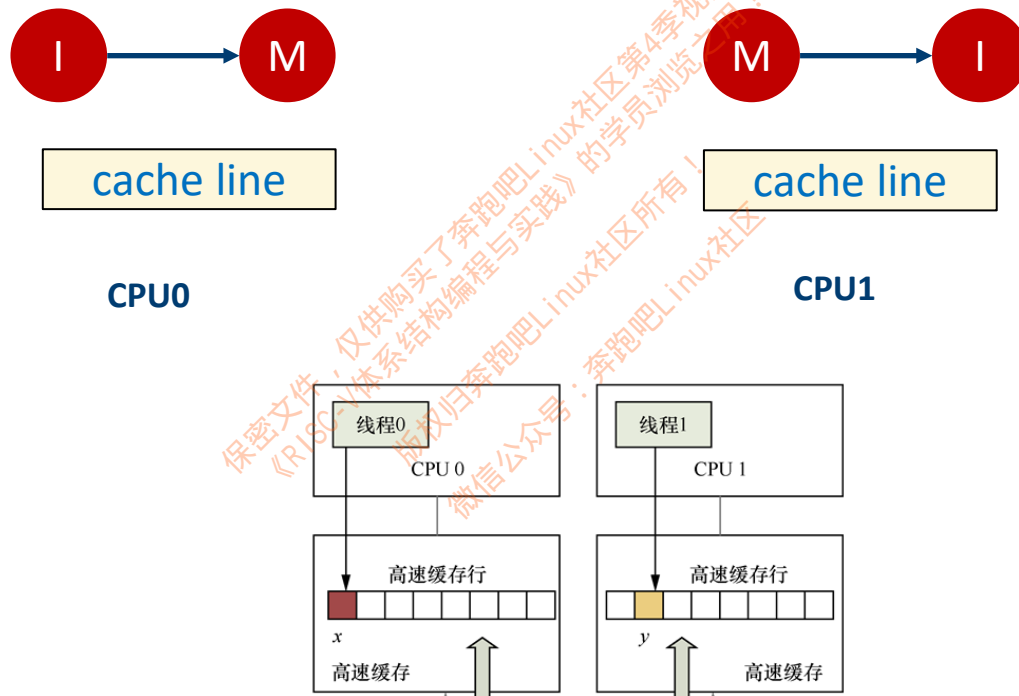 I
M
M
I
cache line
cache line
CPU0
CPU1
保密文件,仅供购买了奔跑吧Linux社区第4季视
《RISC-V体系结构编程与实践》的学员浏览之用!
版权归奔跑吧Linux社区所有!
微信公众号:奔跑吧Linux社区
线程0
线程1
CPU 0
CPU 1
高速缓存行
高速缓存行
x
y
高速缓存
高速缓存